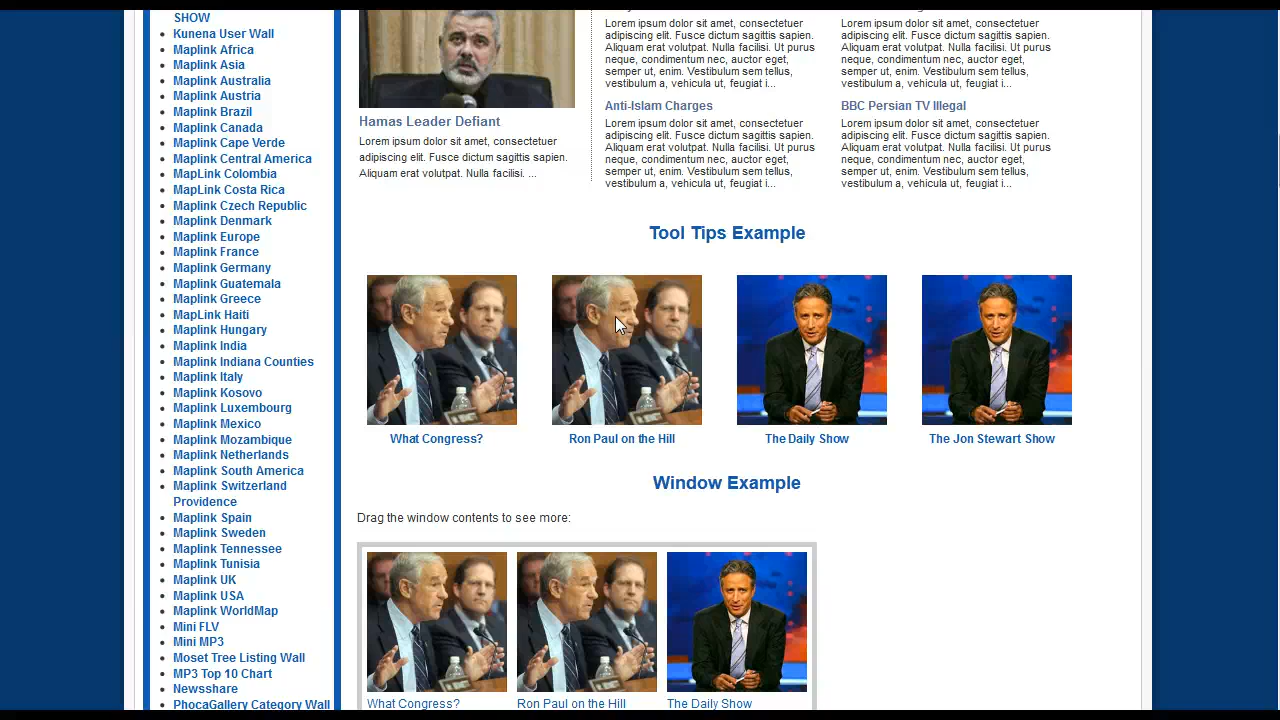 SHOW
Kunena User Wall
Maplink Africa
Maplink Asia
Maplink Australia
Maplink Austria
Maplink Brazil
Maplink Canada
Maplink Cape Verde
Maplink Central America
MapLink Colombia
MapLink Costa Rica
Maplink Czech Republic
Maplink Denmark
Maplink Europe
Maplink France
Maplink Germany
Maplink Guatemala
Maplink Greece
MapLink Haiti
Maplink Hungary
Maplink India
Maplink Indiana Counties
Maplink Italy
Maplink Kosovo
Maplink Luxembourg
Maplink Mexico
Maplink Mozambique
Maplink Netherlands
Maplink South America
Maplink Switzerland
Providence
Maplink Spain
Maplink Sweden
Maplink Tennessee
Maplink Tunisia
Maplink UK
Maplink USA
Maplink WorldMap
Mini FLV
Mini MP3
Moset Tree Listing Wall
MP3 Top 10 Chart
Newsshare
PhocaGallery Category Wall
Hamas Leader Defiant
Lorem ipsum dolor sit amet, consectetuer
adipiscing elit. Fusce dictum sagittis sapien.
Aliquam erat volutpat. Nulla facilisi. ...
Lorem ipsum dolor sit amet, consectetuer
adipiscing elit. Fusce dictum sagittis sapien.
Aliquam erat volutpat. Nulla facilisi. Ut purus
neque, condimentum nec, auctor eget,
semper ut, enim. Vestibulum sem tellus,
vestibulum a, vehicula ut, feugiat i...
Anti-Islam Charges
Lorem ipsum dolor sit amet, consectetuer
adipiscing elit. Fusce dictum sagittis sapien.
Aliquam erat volutpat. Nulla facilisi. Ut purus
neque, condimentum nec, auctor eget,
semper ut, enim. Vestibulum sem tellus,
vestibulum a, vehicula ut, feugiat i...
Lorem ipsum dolor sit amet, consectetuer
adipiscing elit. Fusce dictum sagittis sapien.
Aliquam erat volutpat. Nulla facilisi. Ut purus
neque, condimentum nec, auctor eget,
semper ut, enim. Vestibulum sem tellus,
vestibulum a, vehicula ut, feugiat i...
BBC Persian TV Illegal
Lorem ipsum dolor sit amet, consectetuer
adipiscing elit. Fusce dictum sagittis sapien.
Aliquam erat volutpat. Nulla facilisi. Ut purus
neque, condimentum nec, auctor eget,
semper ut, enim. Vestibulum sem tellus,
vestibulum a, vehicula ut, feugiat i...
Tool Tips Example
What Congress?
Ron Paul on the Hill
The Daily Show
The Jon Stewart Show
Window Example
Drag the window contents to see more:
What Congress?
Ron Paul on the Hill
The Daily Show